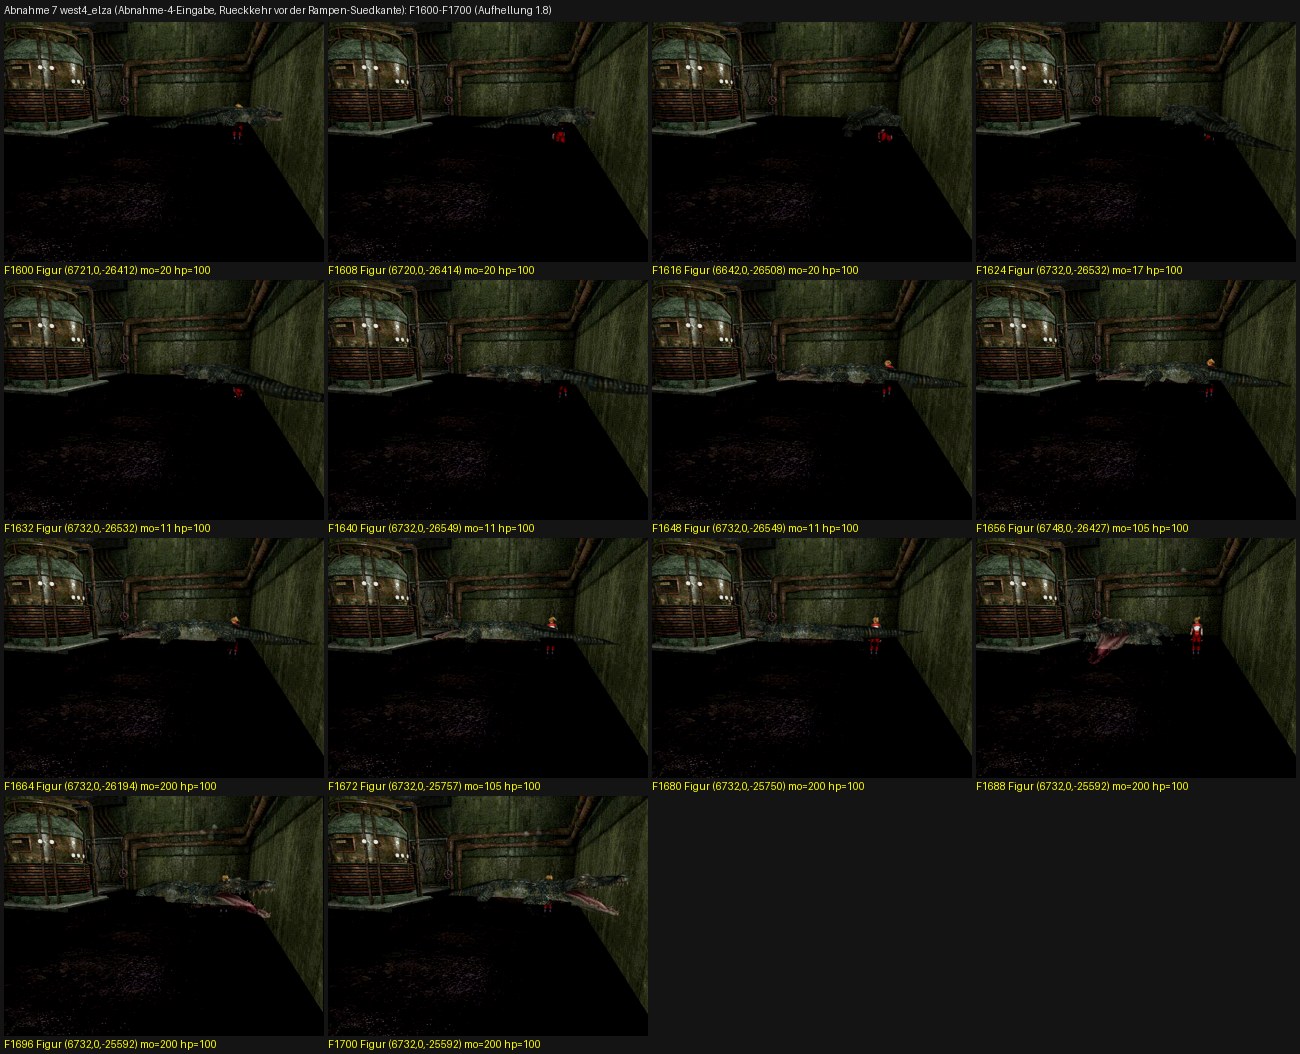 Abnahme 7 west4_elza (Abnahme-4-Eingabe, Rueckkehr vor der Rampen-Suedkante): F1600-F1700 (Aufhellung 1.8)
F1600 Figur (6721,0,-26412) mo=20 hp=100
F1608 Figur (6720,0,-26414) mo=20 hp=100
F1616 Figur (6642,0,-26508) mo=20 hp=100
F1624 Figur (6732,0,-26532) mo=17 hp=100
F1632 Figur (6732,0,-26532) mo=11 hp=100
F1640 Figur (6732,0,-26549) mo=11 hp=100
F1648 Figur (6732,0,-26549) mo=11 hp=100
F1656 Figur (6748,0,-26427) mo=105 hp=100
F1664 Figur (6732,0,-26194) mo=200 hp=100
F1672 Figur (6732,0,-25757) mo=105 hp=100
F1680 Figur (6732,0,-25750) mo=200 hp=100
F1688 Figur (6732,0,-25592) mo=200 hp=100
F1696 Figur (6732,0,-25592) mo=200 hp=100
F1700 Figur (6732,0,-25592) mo=200 hp=100